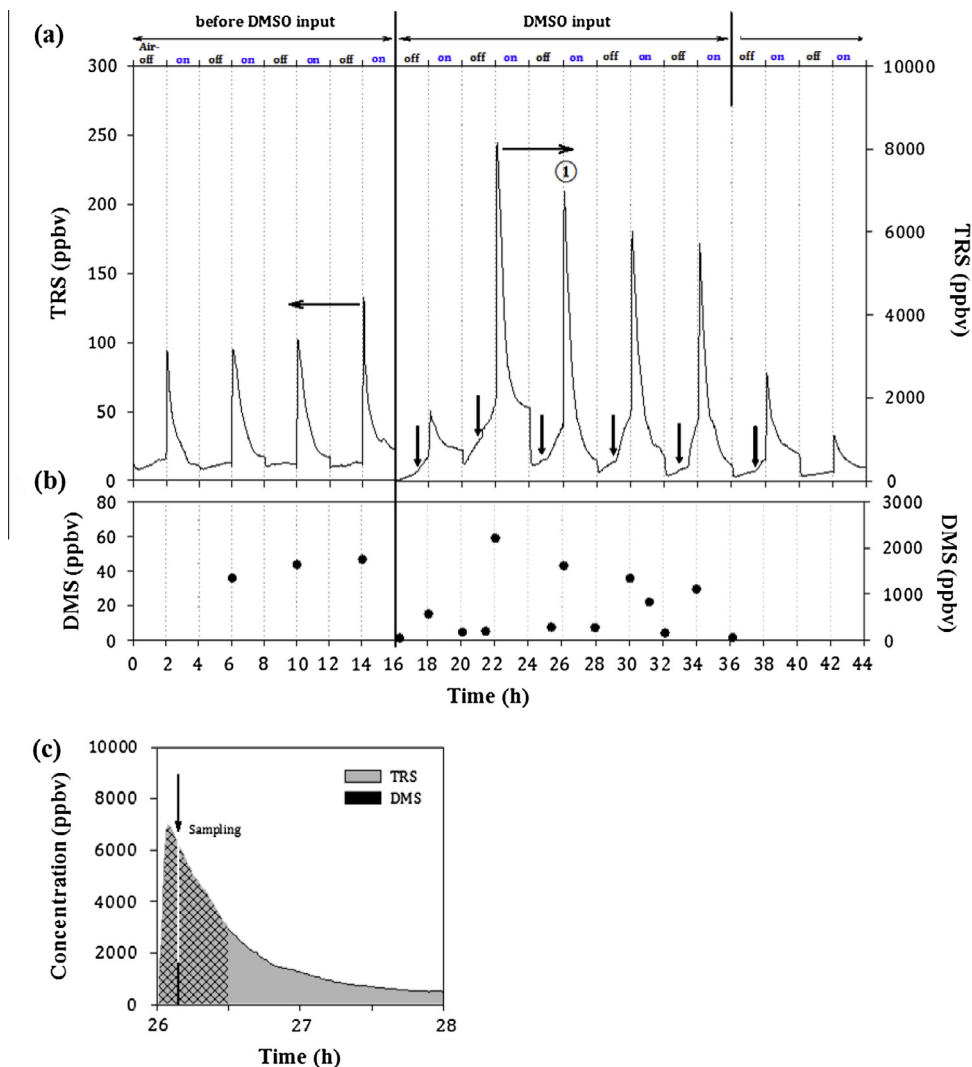 (a)
before DMSO input
DMSO input
Air-
off on off on off on off on off on off on off on off on off on off on off on
300
250
200
150
100
50
0
TRS (ppbv)
10000
8000
6000
4000
2000
0
TRS (ppbv)
1
(b)
80
60
40
20
0
DMS (ppbv)
3000
2000
1000
0
DMS (ppbv)
0 2 4 6 8 10 12 14 16 18 20 22 24 26 28 30 32 34 36 38 40 42 44
Time (h)
(c)
10000
8000
6000
4000
2000
0
Concentration (ppbv)
TRS
DMS
Sampling
26 27 28
Time (h)